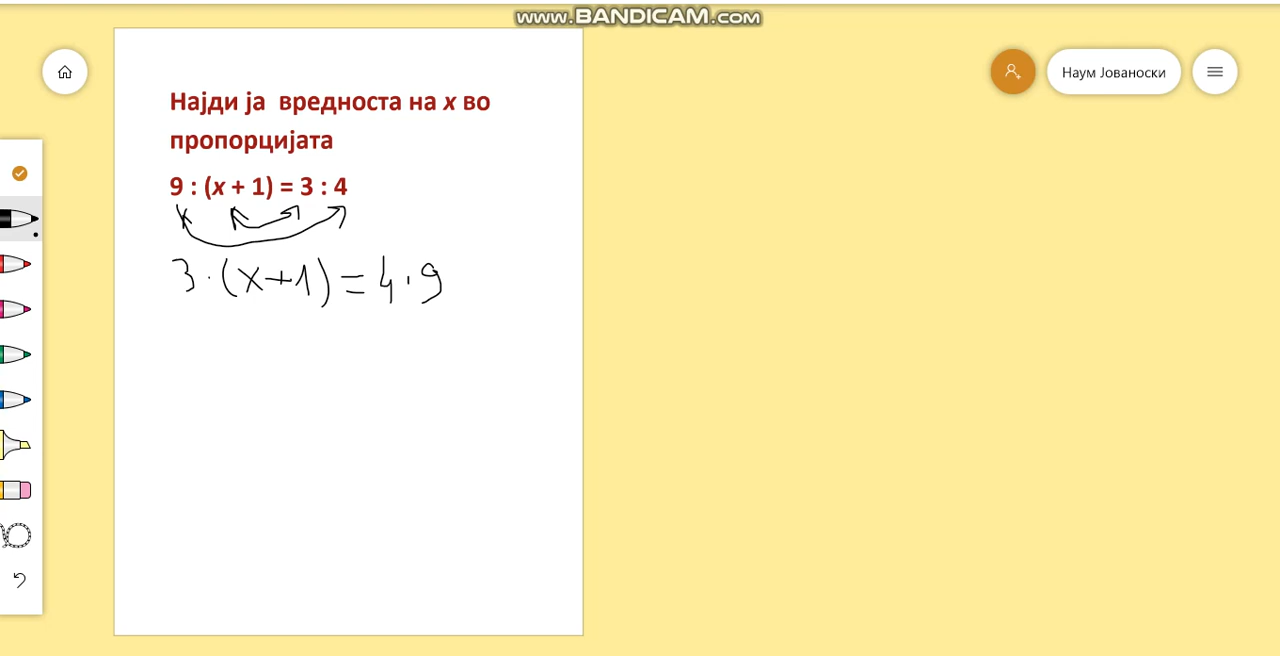 www.BANDICAM.com
Наум Јованоски
Најди ја вредноста на x во
пропорцијата
9 : (x + 1) = 3 : 4
3 · (x+1) = 4 · 9